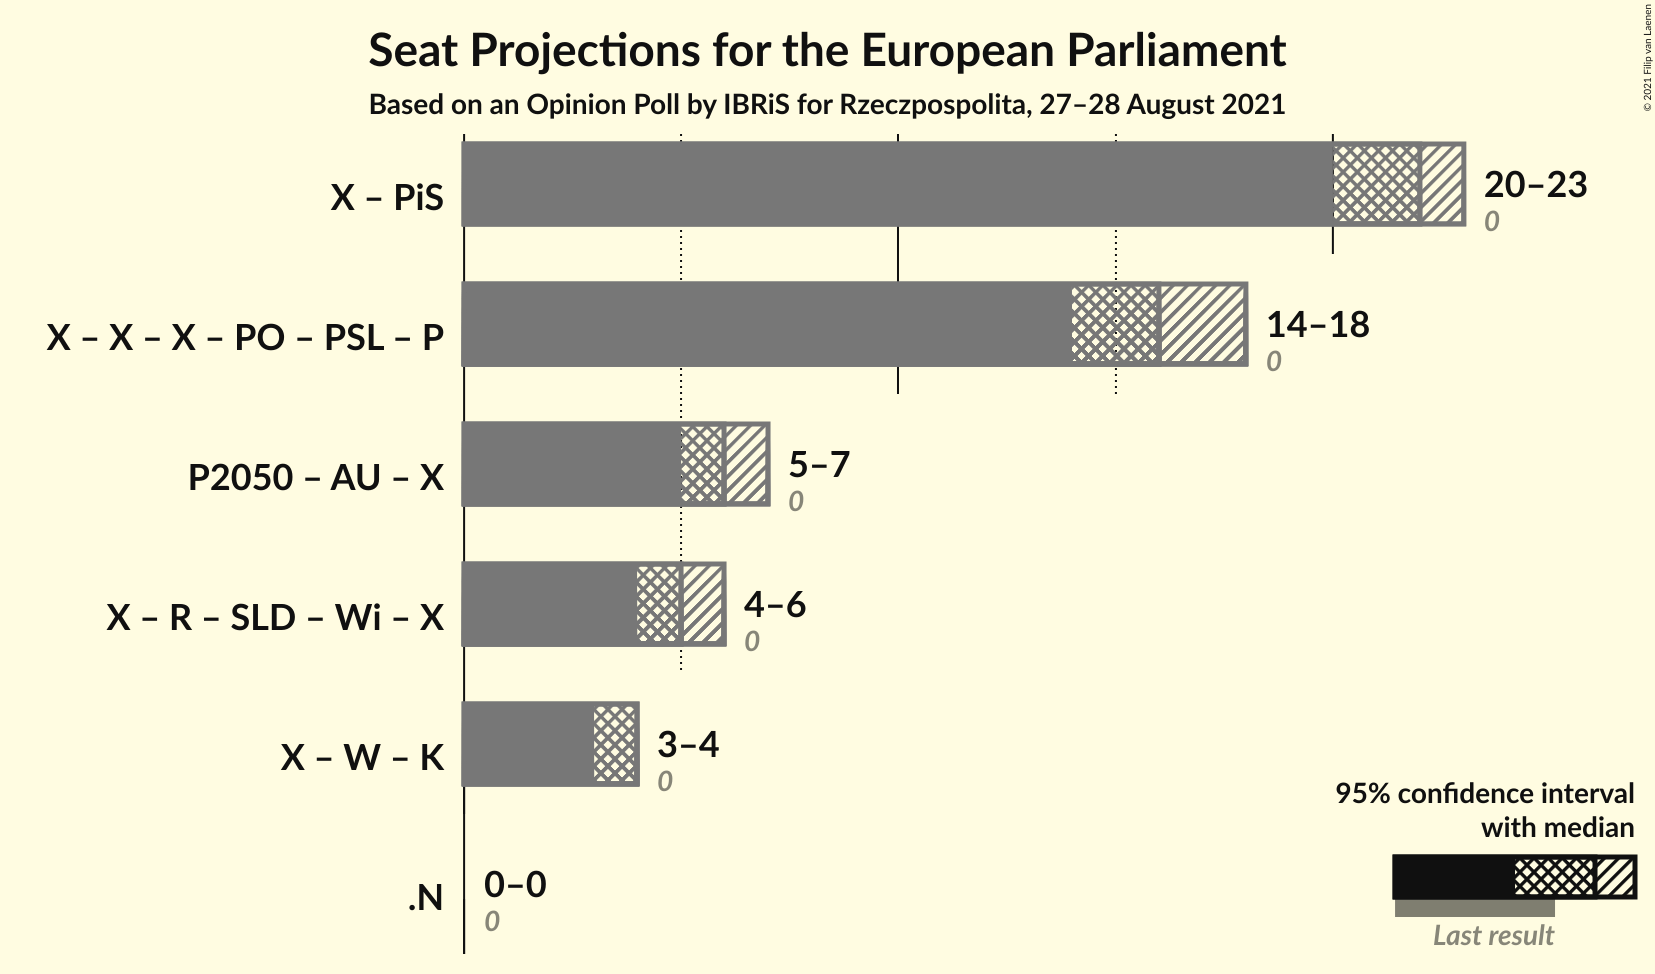 Seat Projections for the European Parliament
Based on an Opinion Poll by IBRiS for Rzeczpospolita, 27–28 August 2021
© 2021 Filip van Laenen
X – PiS
20–23
0
X – X – X – PO – PSL – P
14–18
0
P2050 – AU – X
5–7
0
X – R – SLD – Wi – X
4–6
0
X – W – K
3–4
0
.N
0–0
0
95% confidence interval
with median
Last result